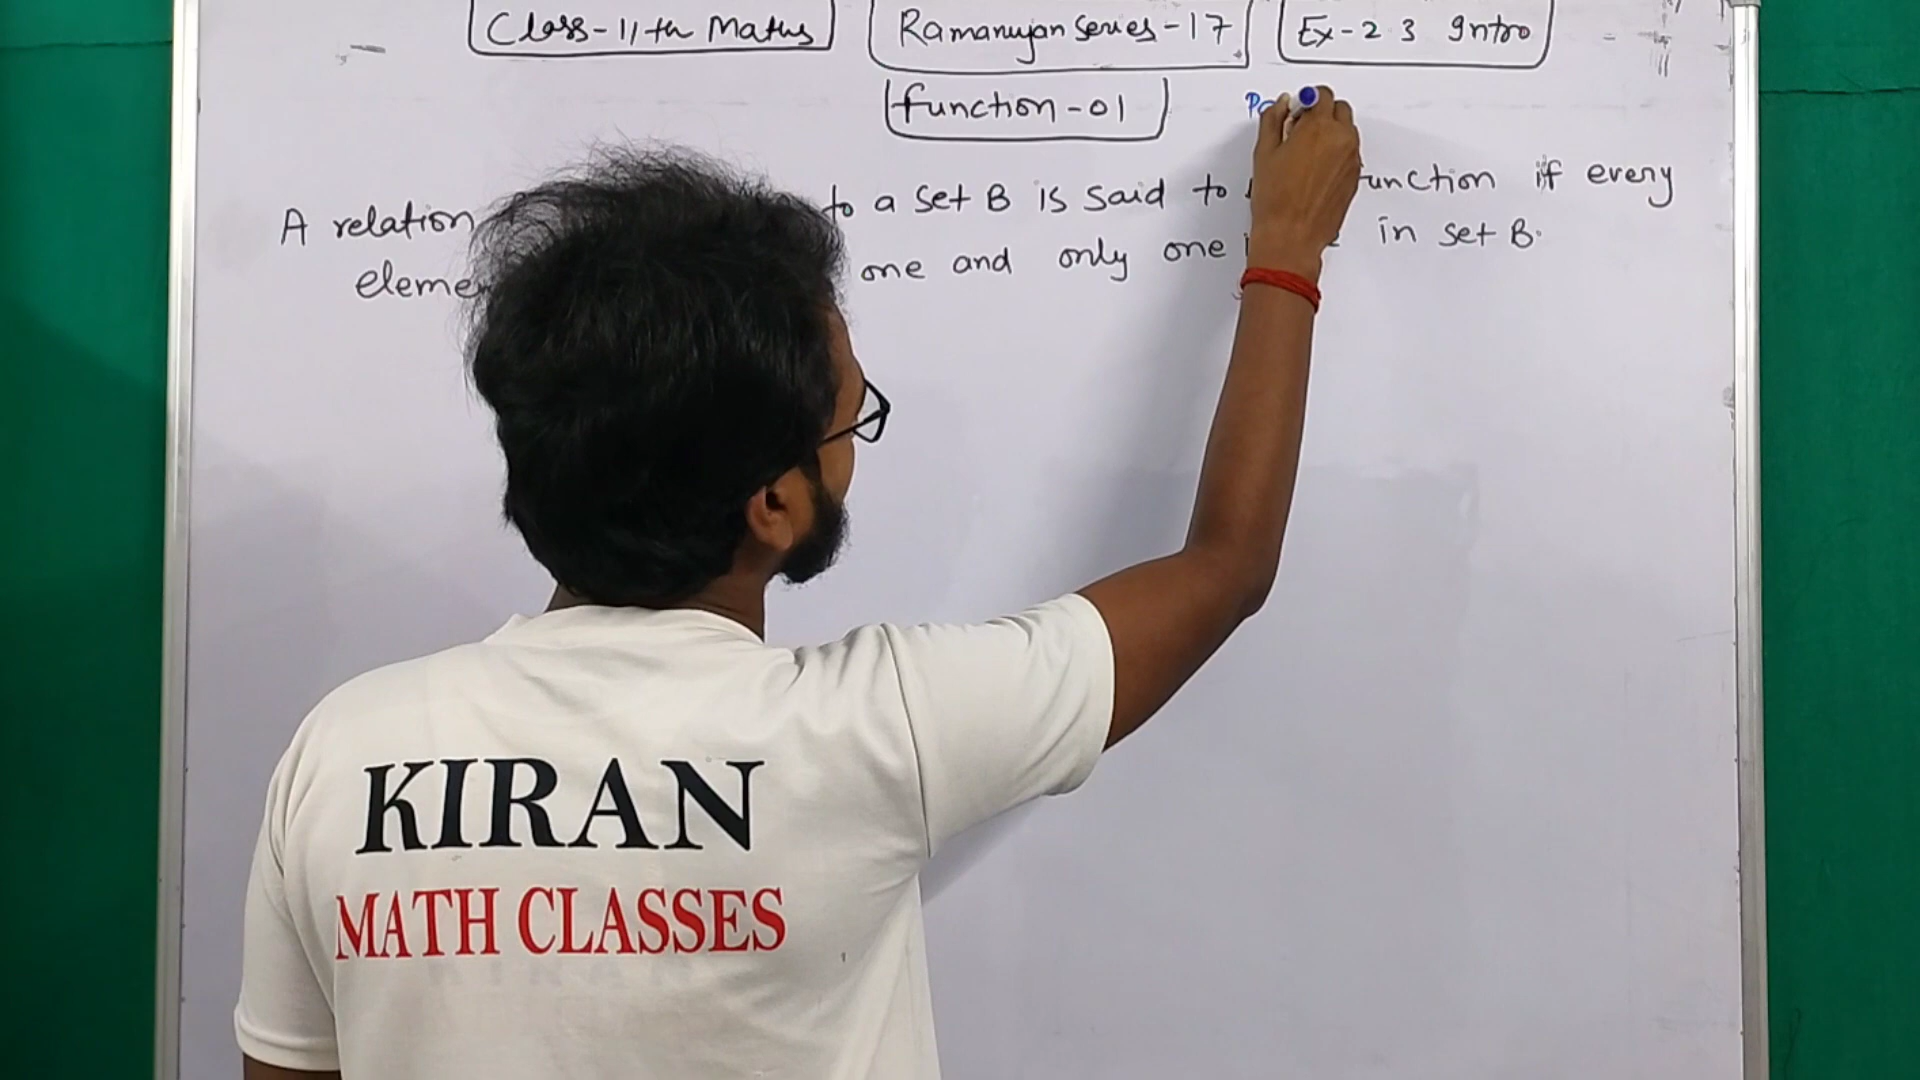 Class-11th Maths
Ramanujan Series-17
Ex-2.3 Intro
function-01
A relation to a set B is said to function if every
one and only one in set B.
KIRAN
MATH CLASSES